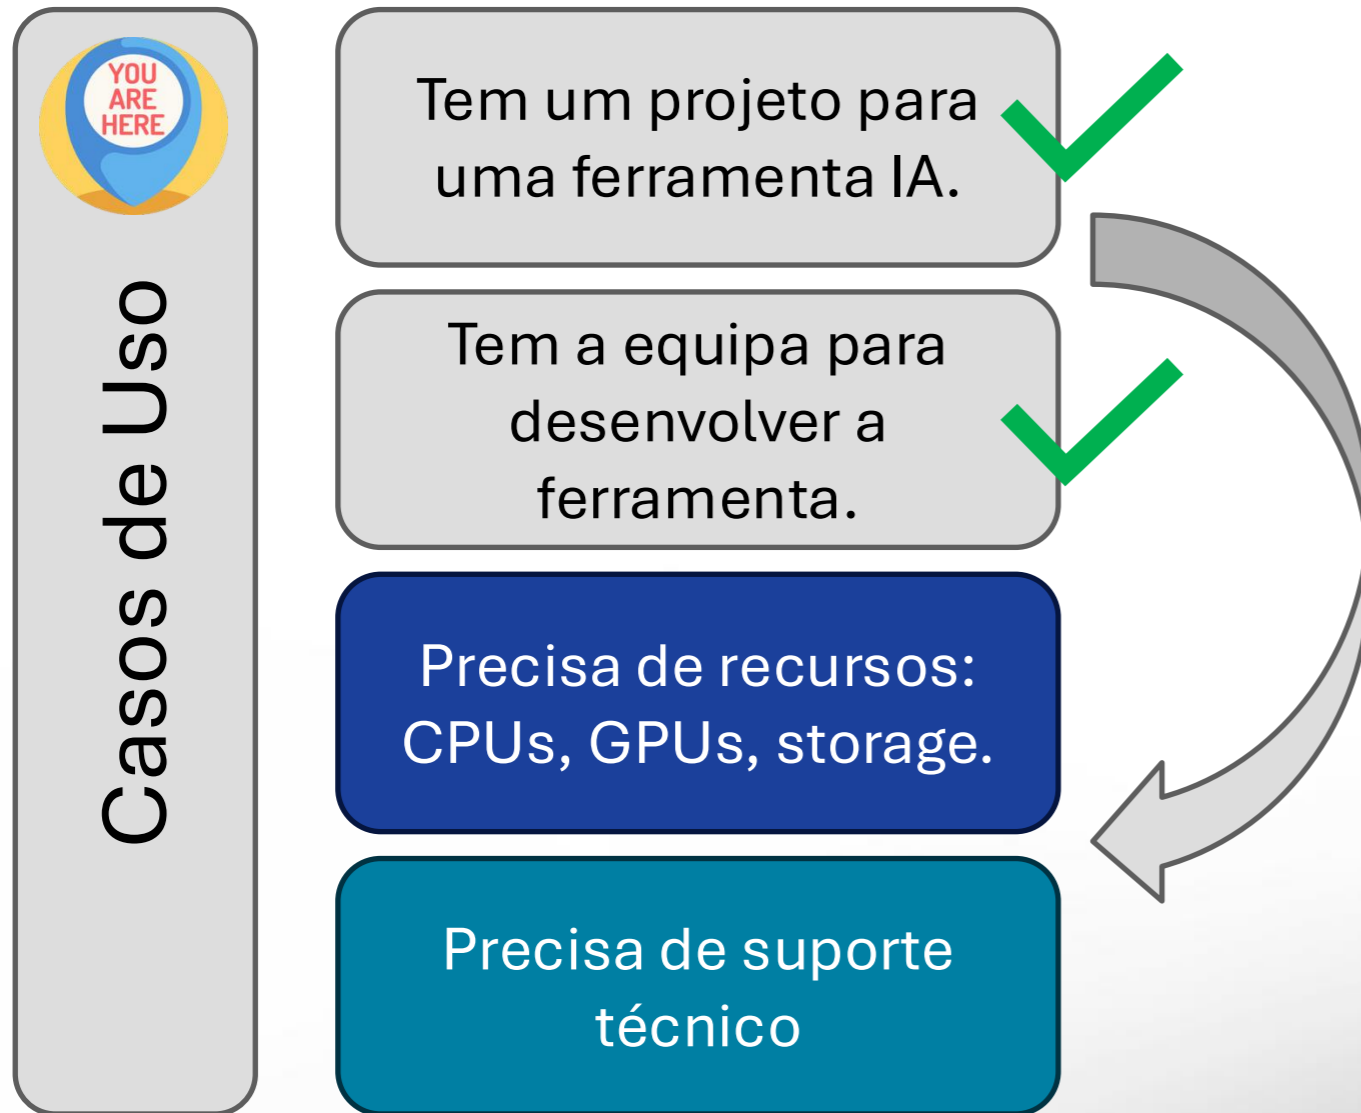 YOU
ARE
HERE
Casos de Uso
Tem um projeto para
uma ferramenta IA.
Tem a equipa para
desenvolver a
ferramenta.
Precisa de recursos:
CPUs, GPUs, storage.
Precisa de suporte
técnico